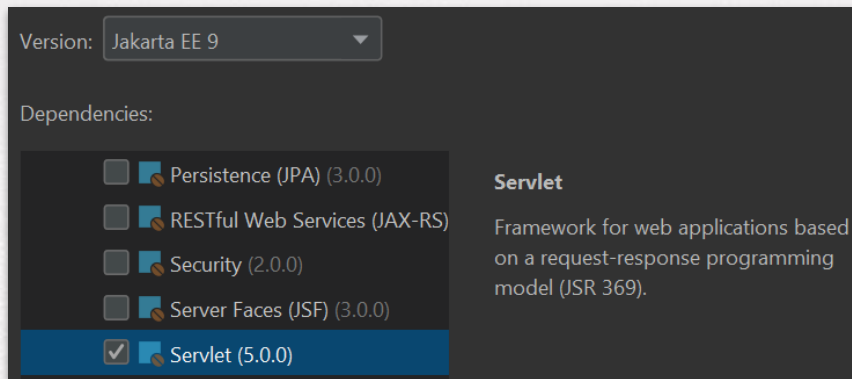 Version: Jakarta EE 9
Dependencies:
Persistence (JPA) (3.0.0)
RESTful Web Services (JAX-RS)
Security (2.0.0)
Server Faces (JSF) (3.0.0)
Servlet (5.0.0)
Servlet
Framework for web applications based
on a request-response programming
model (JSR 369).